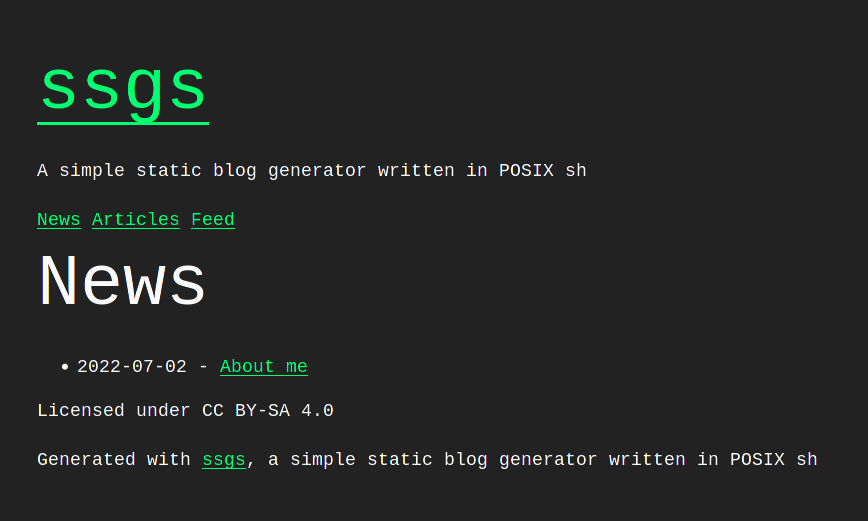 ssgs
A simple static blog generator written in POSIX sh
News Articles Feed
News
2022-07-02 - About me
Licensed under CC BY-SA 4.0
Generated with ssgs, a simple static blog generator written in POSIX sh